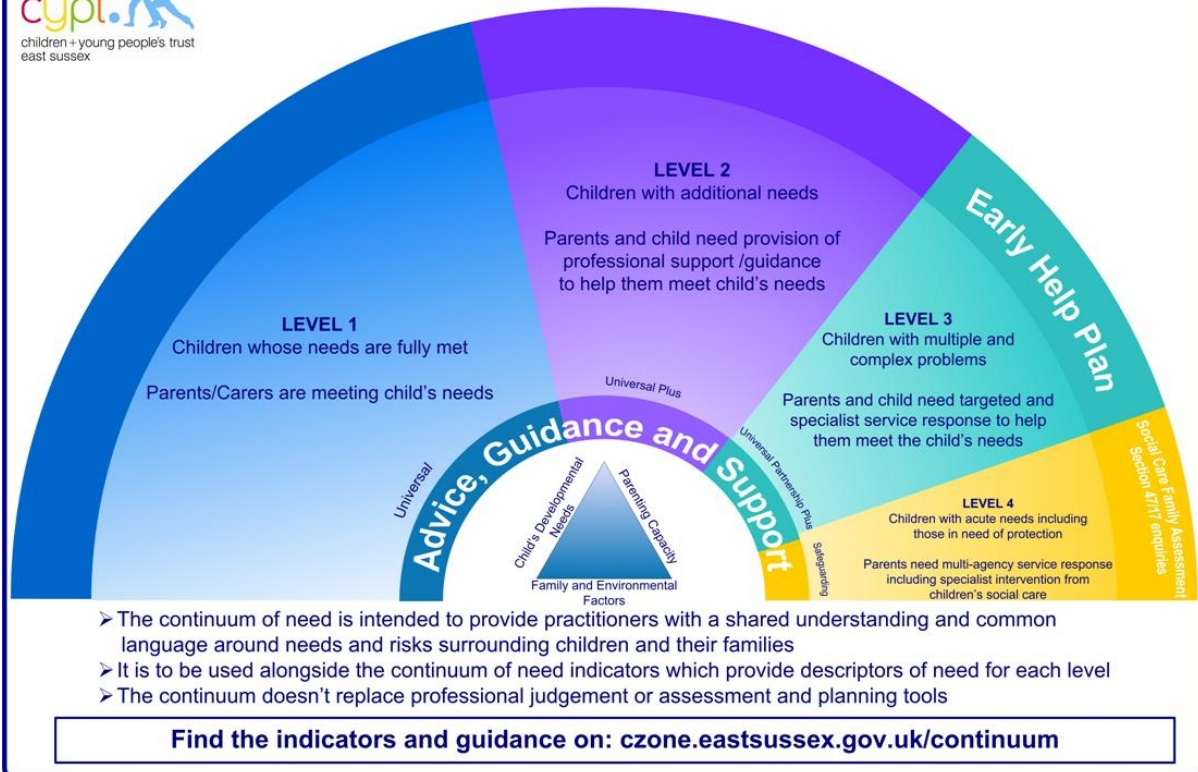 cypt.
children+young people's trust
east sussex
LEVEL 1
Children whose needs are fully met
Parents/Carers are meeting child's needs
LEVEL 2
Children with additional needs
Parents and child need provision of
professional support /guidance
to help them meet child's needs
Early Help Plan
LEVEL 3
Children with multiple and
complex problems
Parents and child need targeted and
specialist service response to help
them meet the child's needs
Social Care Family Assessment
Section 47/17 enquiries
LEVEL 4
Children with acute needs including
those in need of protection
Parents need multi-agency service response
including specialist intervention from
children's social care
Universal
Universal Plus
Universal Partnership Plus
Safeguarding
Advice, Guidance and Support
Child's Developmental
Needs
Parenting Capacity
Family and Environmental
Factors
➢ The continuum of need is intended to provide practitioners with a shared understanding and common
language around needs and risks surrounding children and their families
➢ It is to be used alongside the continuum of need indicators which provide descriptors of need for each level
➢ The continuum doesn't replace professional judgement or assessment and planning tools
Find the indicators and guidance on: czone.eastsussex.gov.uk/continuum